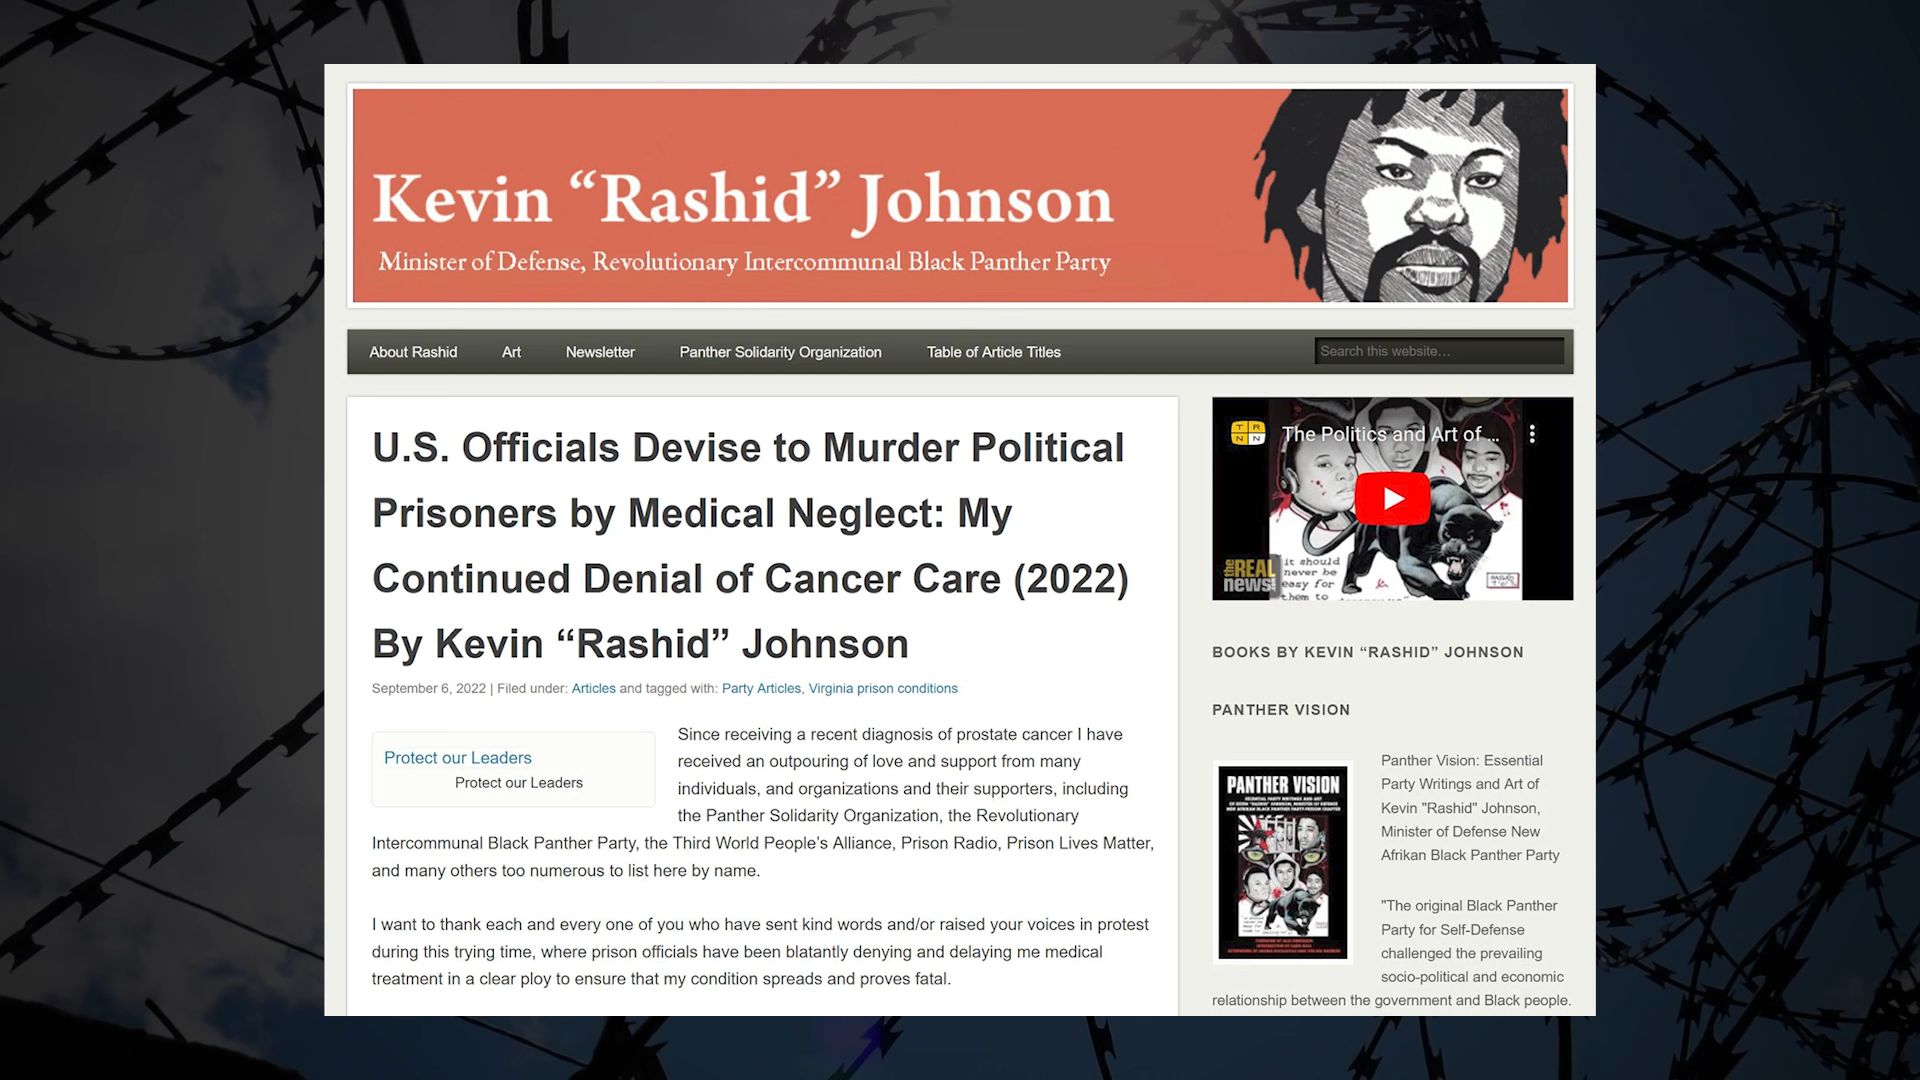 Kevin “Rashid” Johnson
Minister of Defense, Revolutionary Intercommunal Black Panther Party
About Rashid
Art
Newsletter
Panther Solidarity Organization
Table of Article Titles
Search this website…
U.S. Officials Devise to Murder Political
Prisoners by Medical Neglect: My
Continued Denial of Cancer Care (2022)
By Kevin “Rashid” Johnson
September 6, 2022 | Filed under: Articles and tagged with: Party Articles, Virginia prison conditions
Protect our Leaders
Protect our Leaders
Since receiving a recent diagnosis of prostate cancer I have
received an outpouring of love and support from many
individuals, and organizations and their supporters, including
the Panther Solidarity Organization, the Revolutionary
Intercommunal Black Panther Party, the Third World People’s Alliance, Prison Radio, Prison Lives Matter,
and many others too numerous to list here by name.
I want to thank each and every one of you who have sent kind words and/or raised your voices in protest
during this trying time, where prison officials have been blatantly denying and delaying me medical
treatment in a clear ploy to ensure that my condition spreads and proves fatal.
TRNN
The Politics and Art of ...
the REAL
news!
it should
never be
easy for
them to
BOOKS BY KEVIN “RASHID” JOHNSON
PANTHER VISION
PANTHER VISION
Panther Vision: Essential
Party Writings and Art of
Kevin "Rashid" Johnson,
Minister of Defense New
Afrikan Black Panther Party
"The original Black Panther
Party for Self-Defense
challenged the prevailing
socio-political and economic
relationship between the government and Black people.